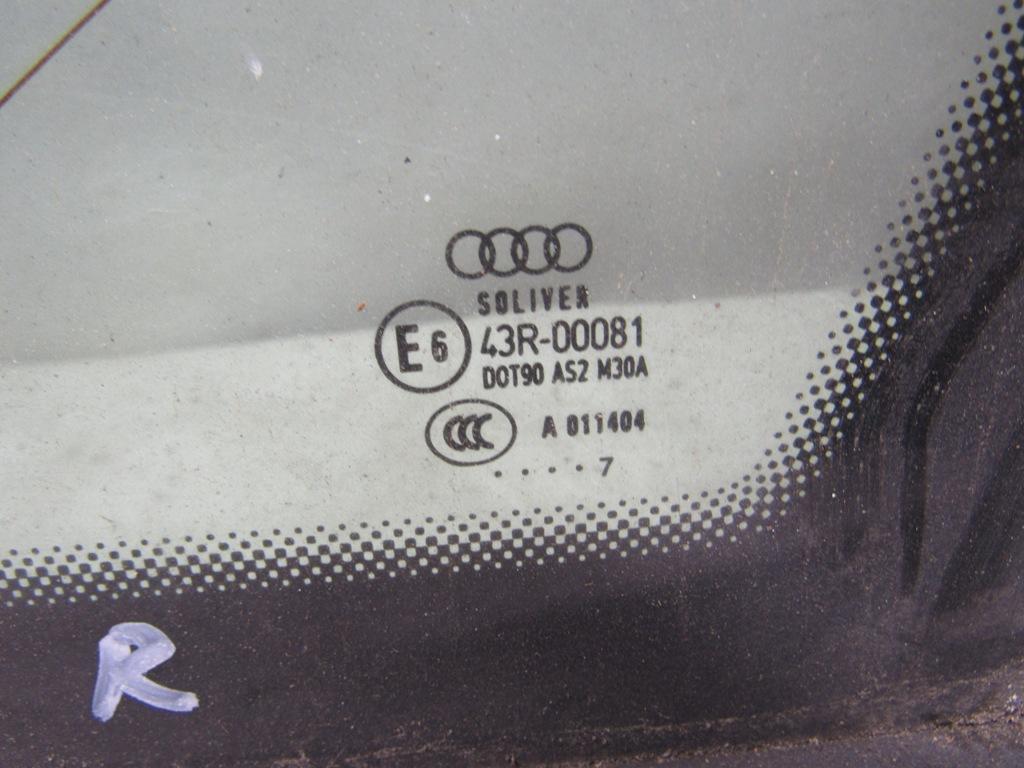 SOLIVER
E6 43R-00081
DOT90 AS2 M30A
CCC A 011404
. . . . 7
R